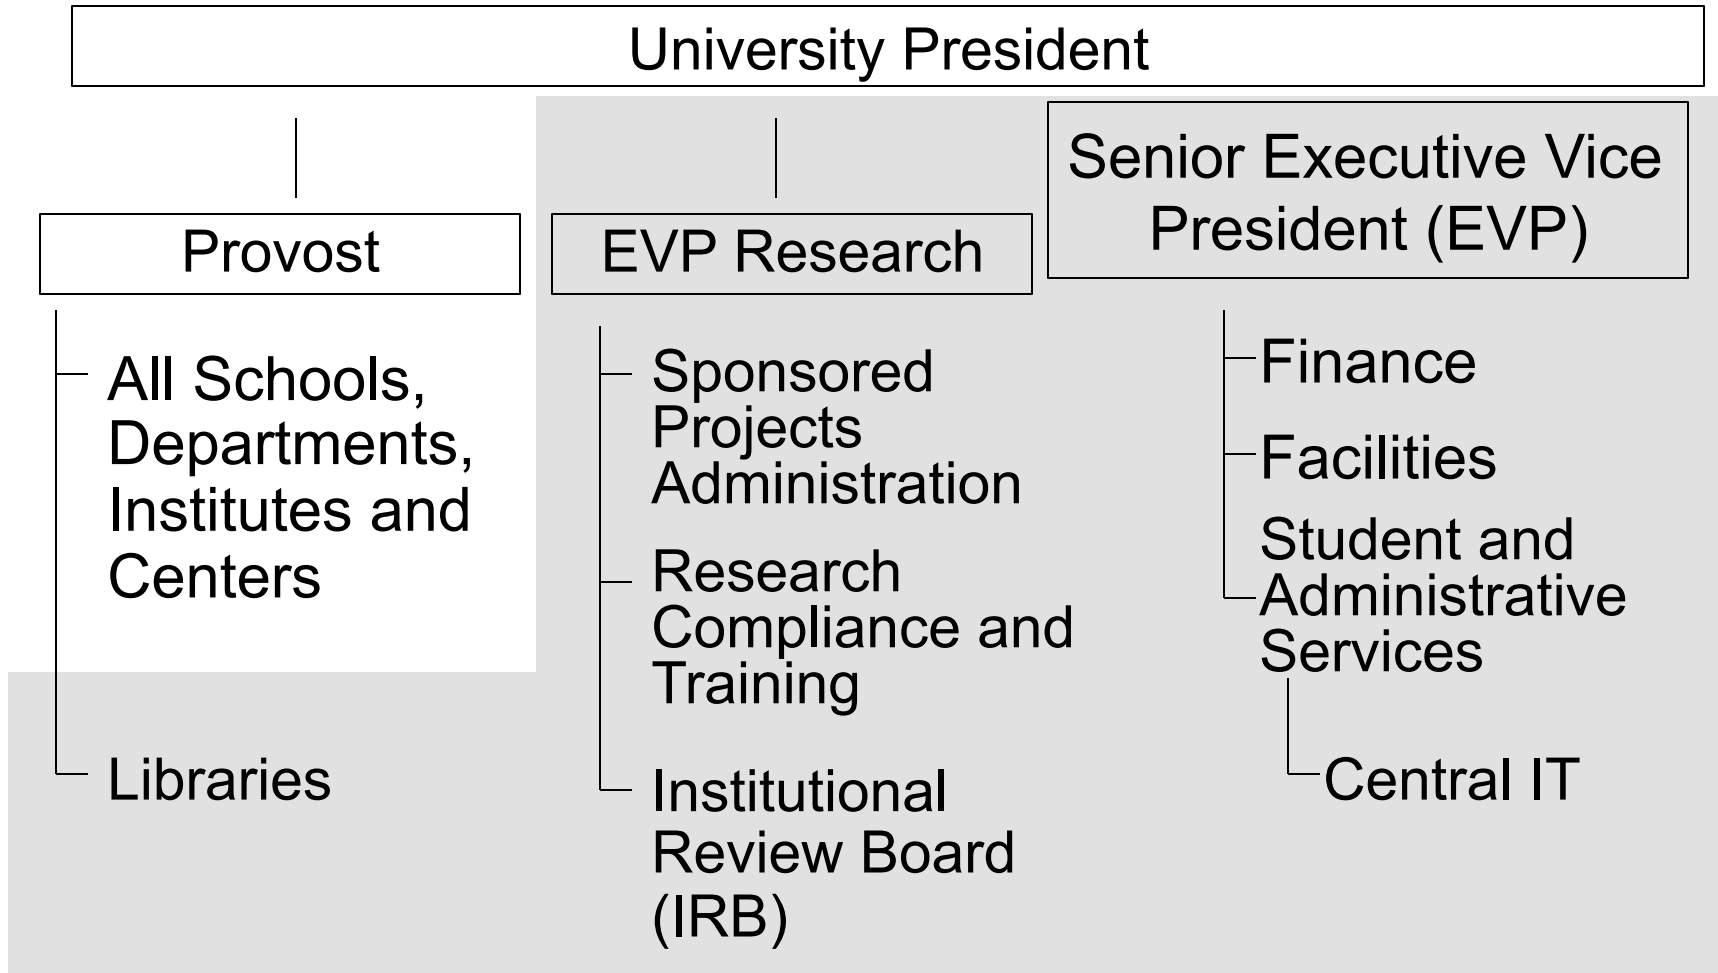 University President
Provost
All Schools,
Departments,
Institutes and
Centers
Libraries
EVP Research
Sponsored
Projects
Administration
Research
Compliance and
Training
Institutional
Review Board
(IRB)
Senior Executive Vice
President (EVP)
Finance
Facilities
Student and
Administrative
Services
Central IT